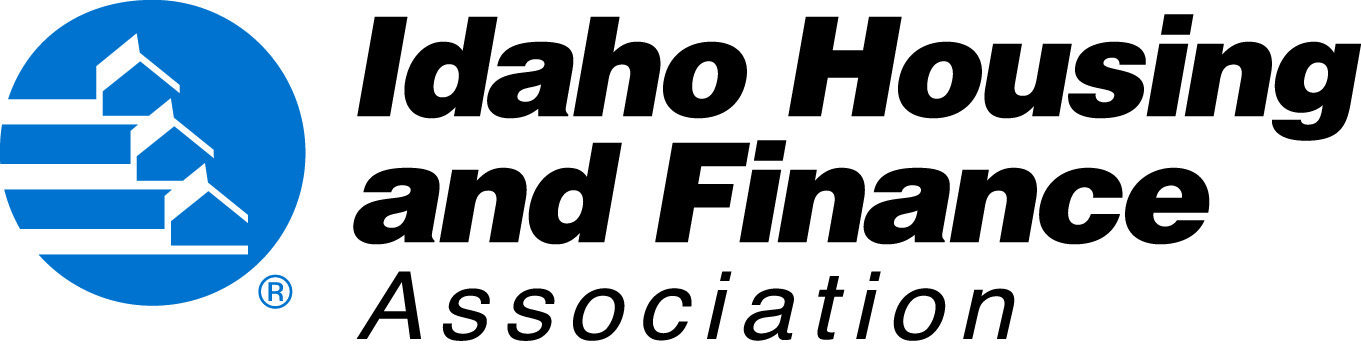 Idaho Housing
and Finance
Association
®